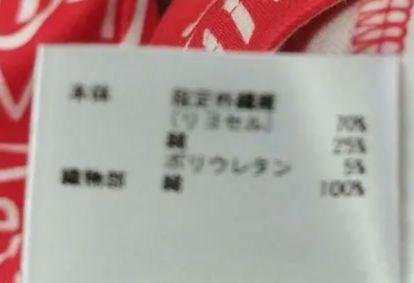 本体 指定外繊維
(リヨセル) 70%
綿 25%
ポリウレタン 5%
織物部 綿 100%